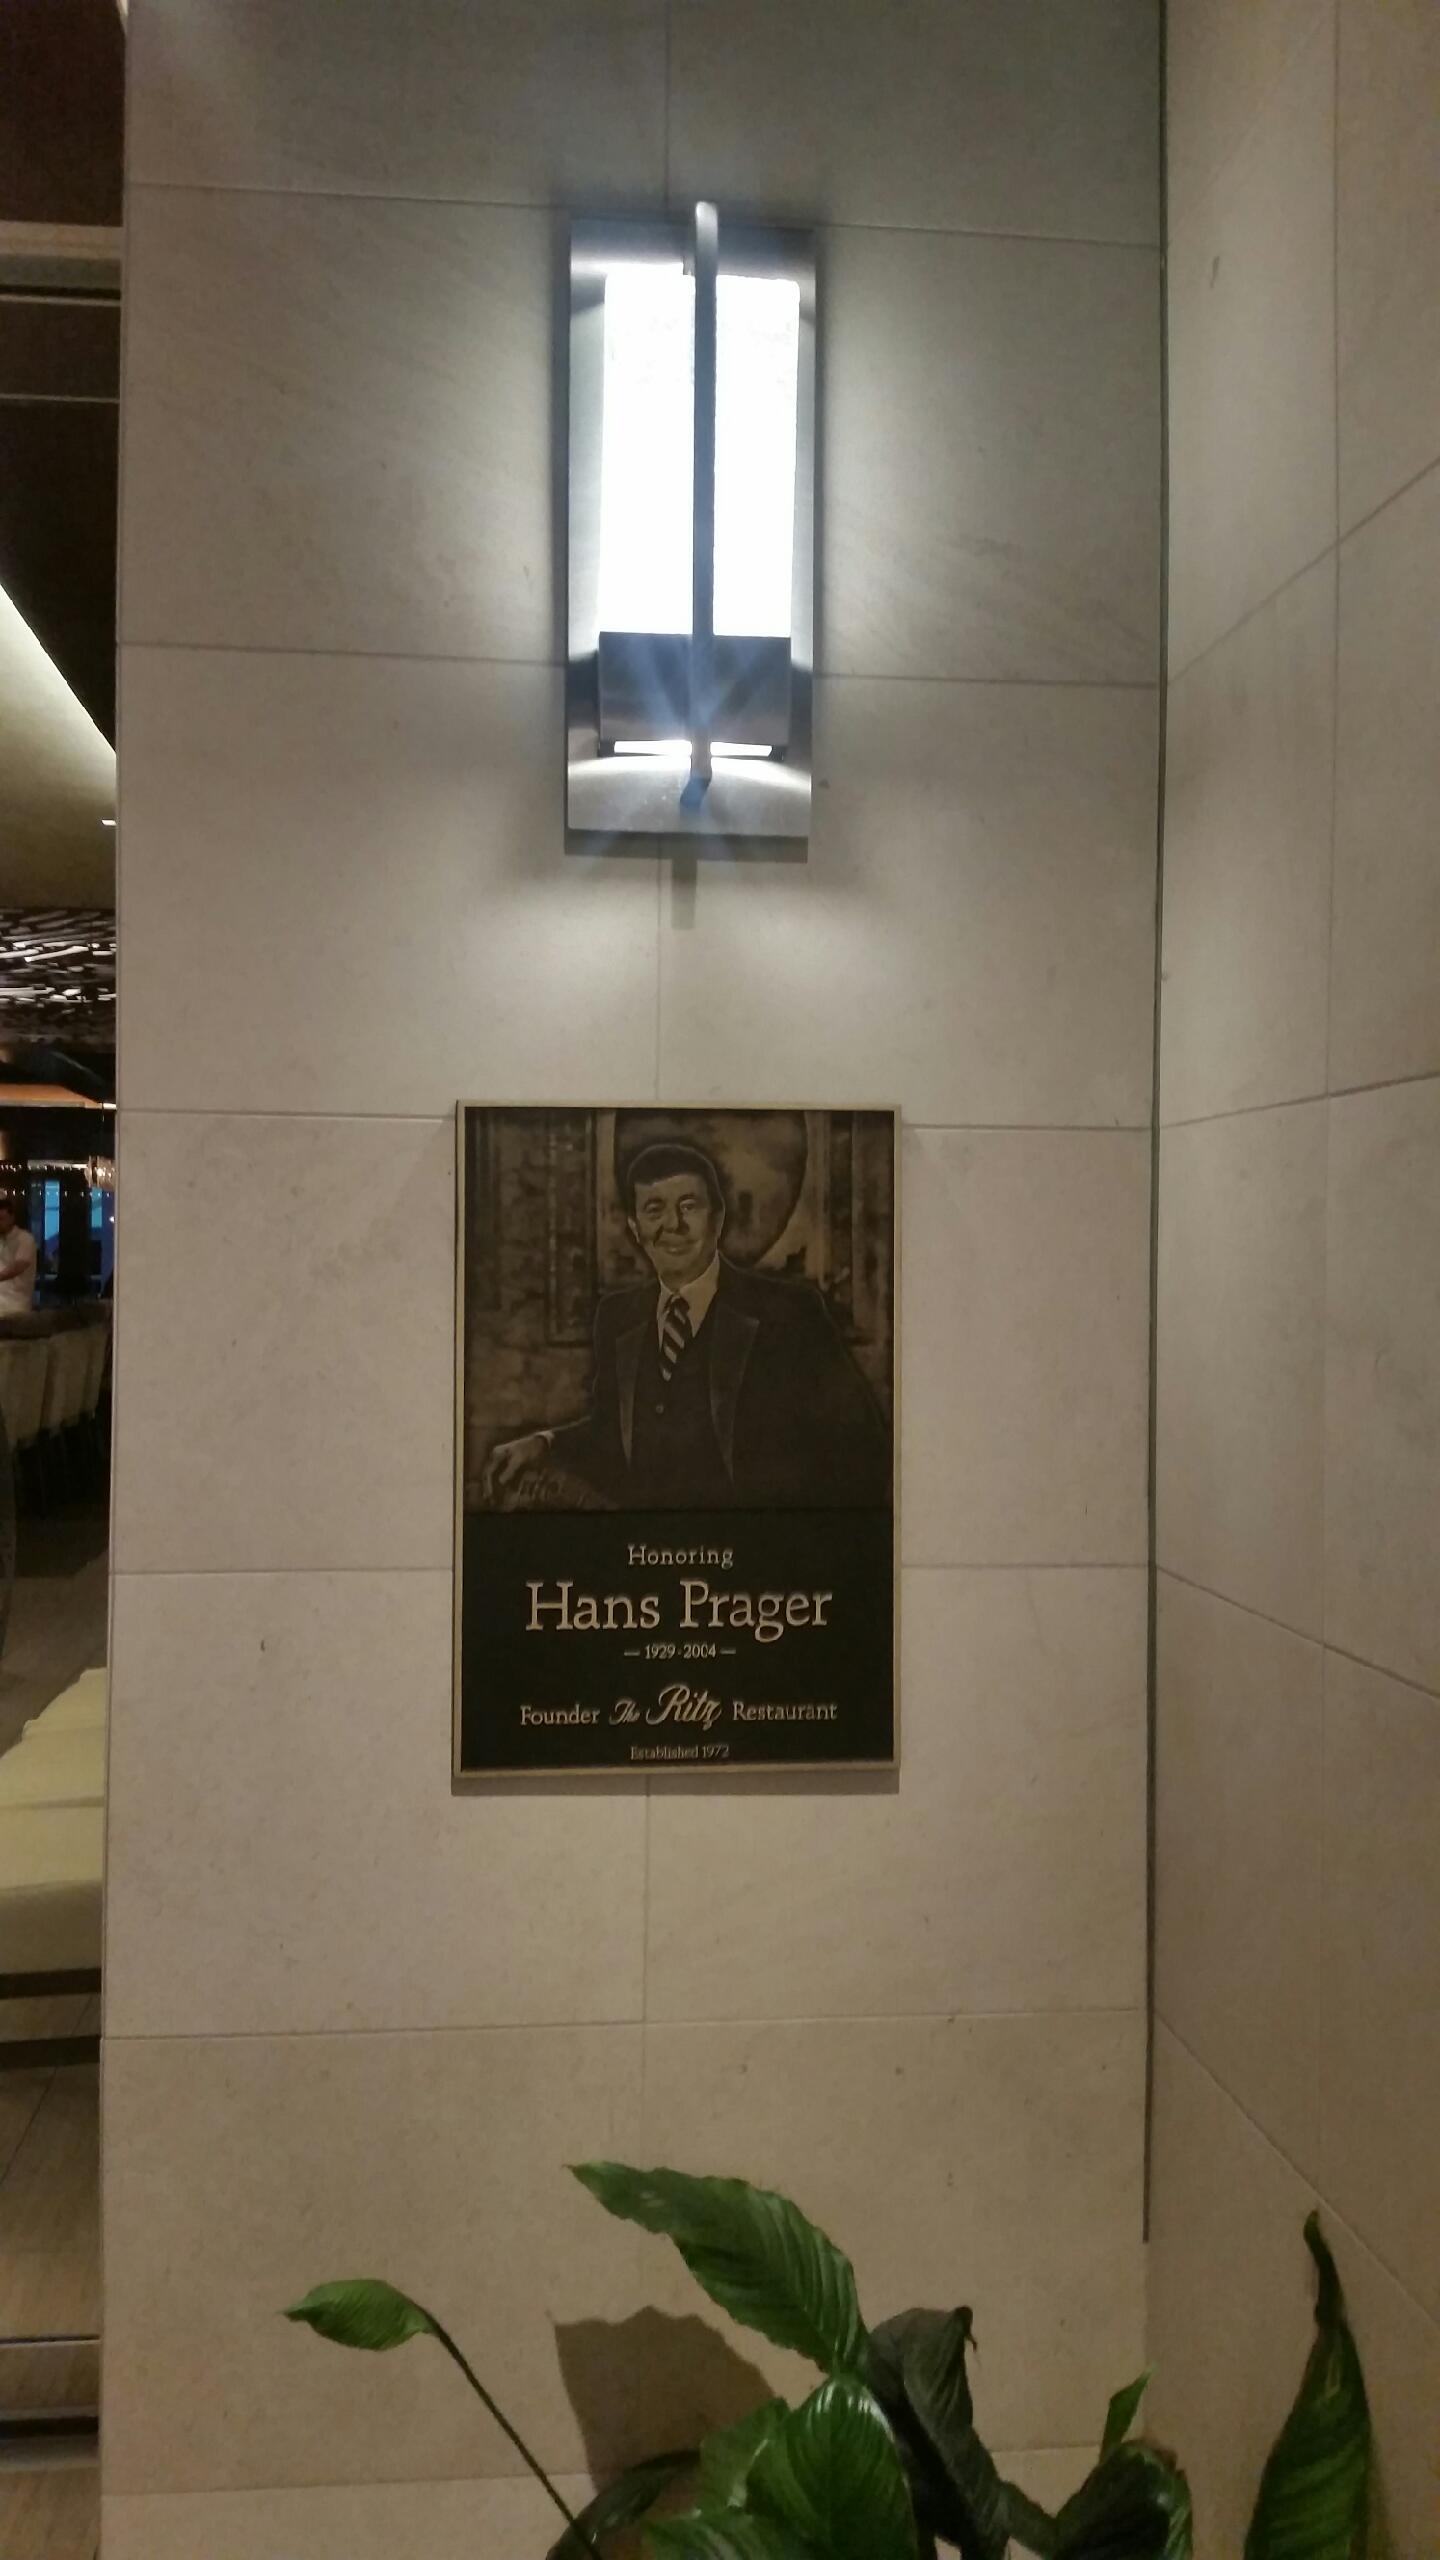 Honoring
Hans Prager
— 1929-2004 —
Founder The Ritz Restaurant
Established 1972